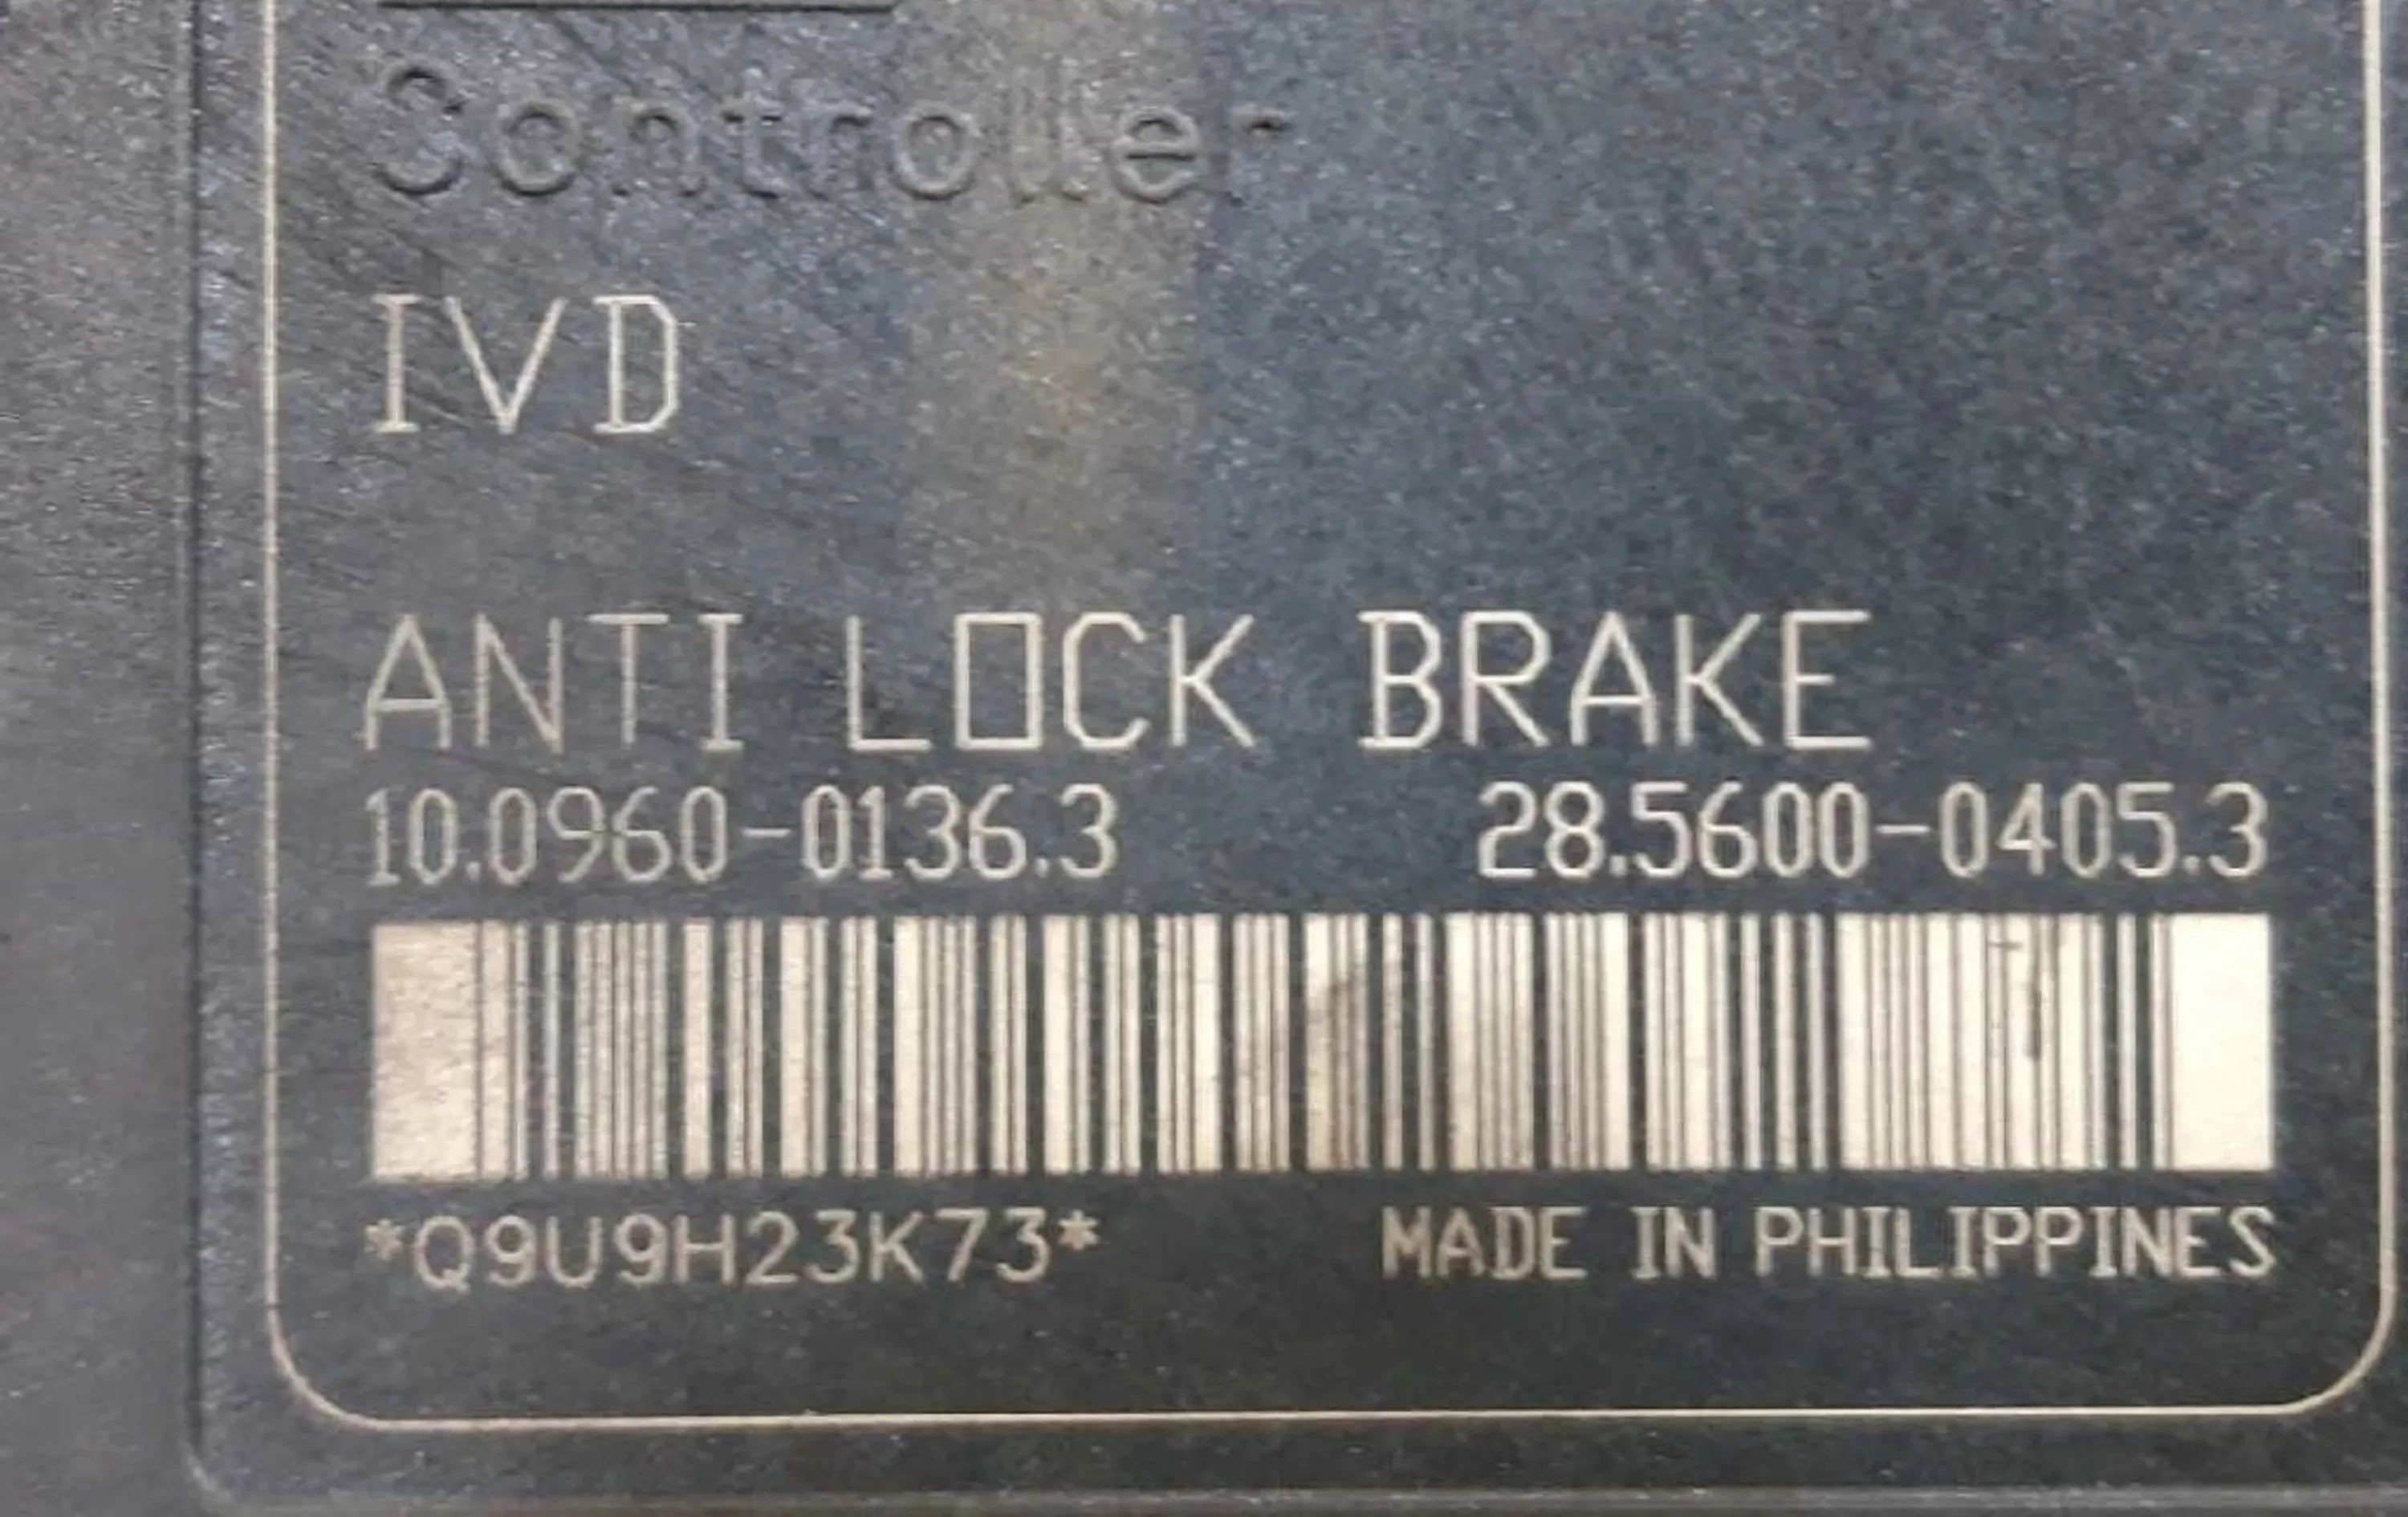 Controller
IVD
ANTI LOCK BRAKE
10.0960-0136.3 28.5600-0405.3
*Q9U9H23K73* MADE IN PHILIPPINES